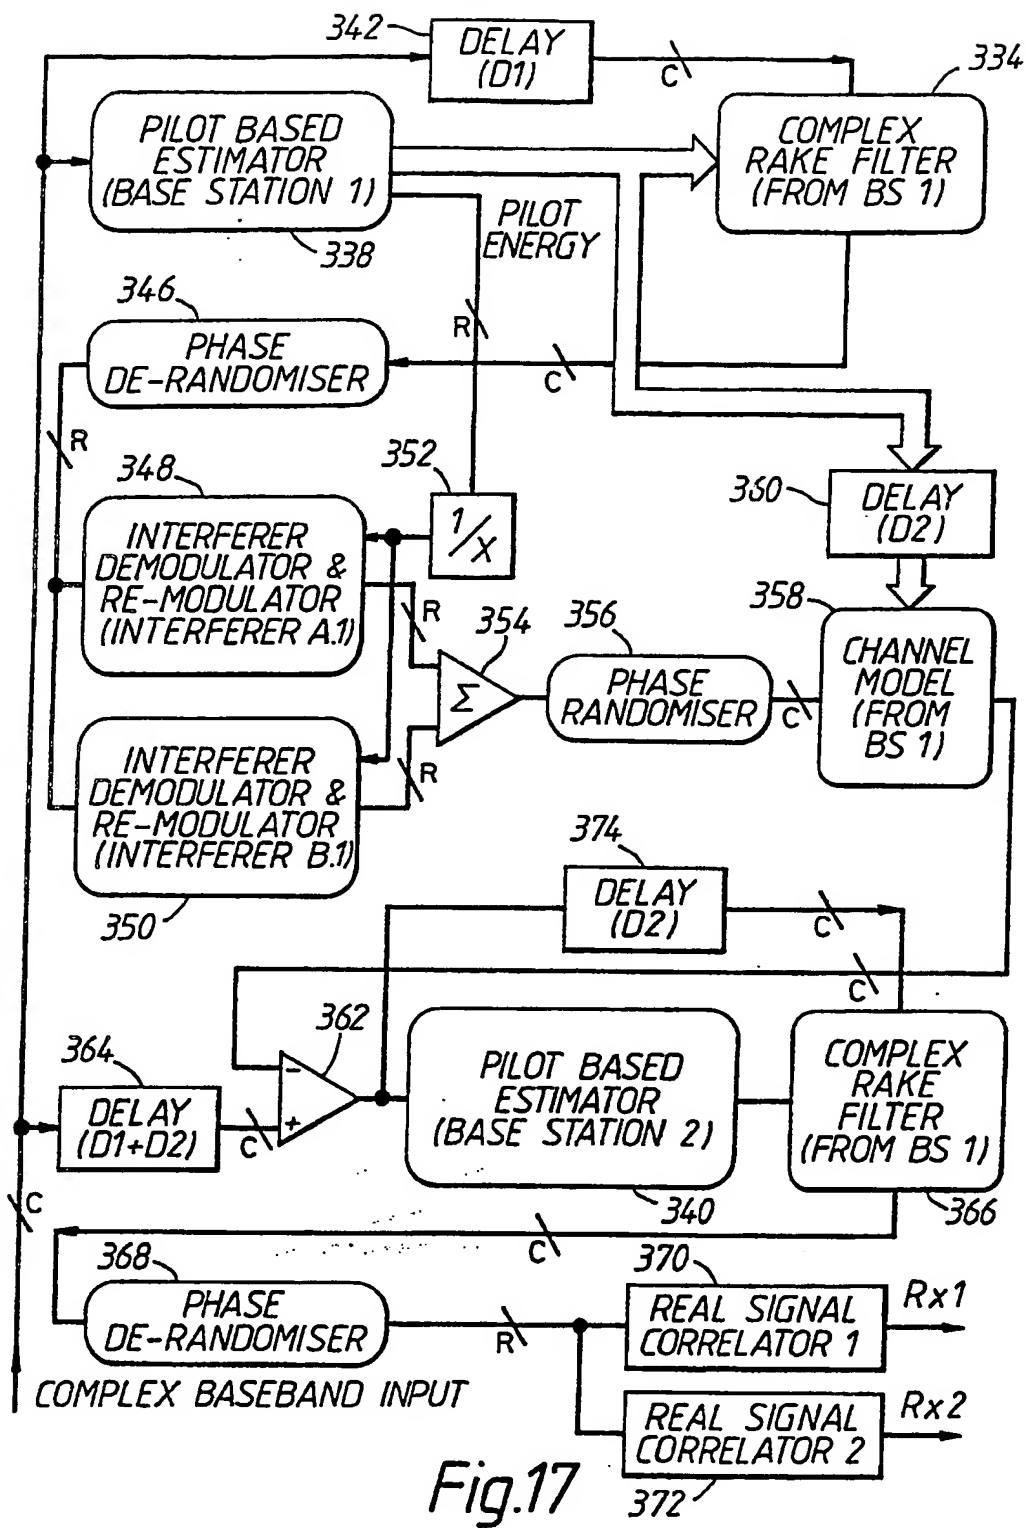 342
DELAY
(D1)
C
334
PILOT BASED
ESTIMATOR
(BASE STATION 1)
338
COMPLEX
RAKE FILTER
(FROM BS 1)
PILOT
ENERGY
346
R
PHASE
DE-RANDOMISER
C
R
348
352
1/X
360
DELAY
(D2)
INTERFERER
DEMODULATOR &
RE-MODULATOR
(INTERFERER A.1)
R
354
Σ
356
PHASE
RANDOMISER
C
358
CHANNEL
MODEL
(FROM
BS 1)
INTERFERER
DEMODULATOR &
RE-MODULATOR
(INTERFERER B.1)
R
350
374
DELAY
(D2)
C
C
362
364
DELAY
(D1+D2)
C
-
+
PILOT BASED
ESTIMATOR
(BASE STATION 2)
340
COMPLEX
RAKE
FILTER
(FROM BS 1)
366
C
C
368
PHASE
DE-RANDOMISER
R
370
REAL SIGNAL
CORRELATOR 1
Rx1
COMPLEX BASEBAND INPUT
REAL SIGNAL
CORRELATOR 2
Rx2
372
Fig.17